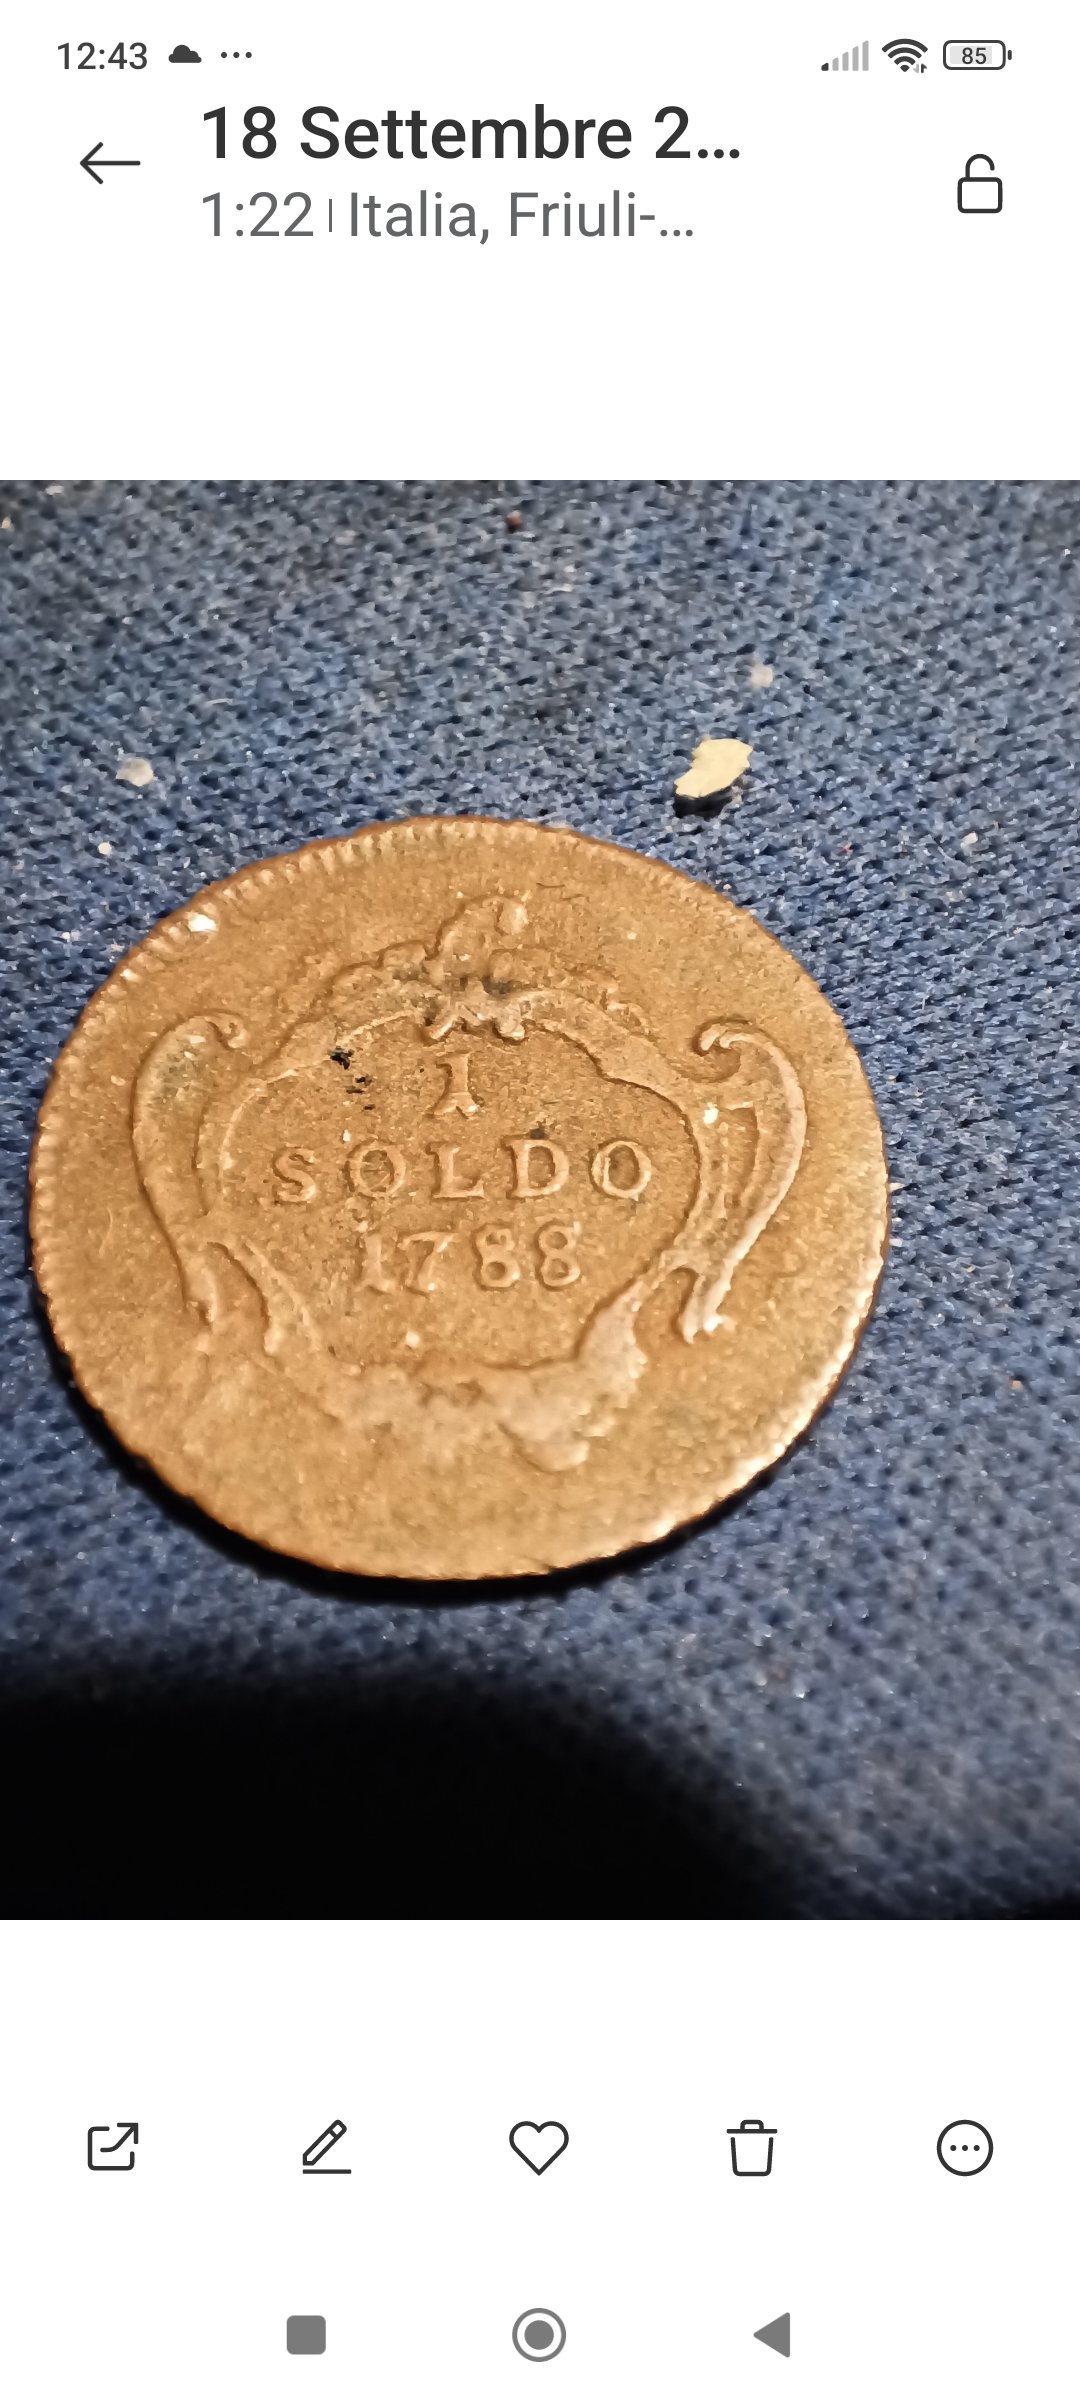 12:43
85
18 Settembre 2...
1:22 | Italia, Friuli-...
1
SOLDO
1788